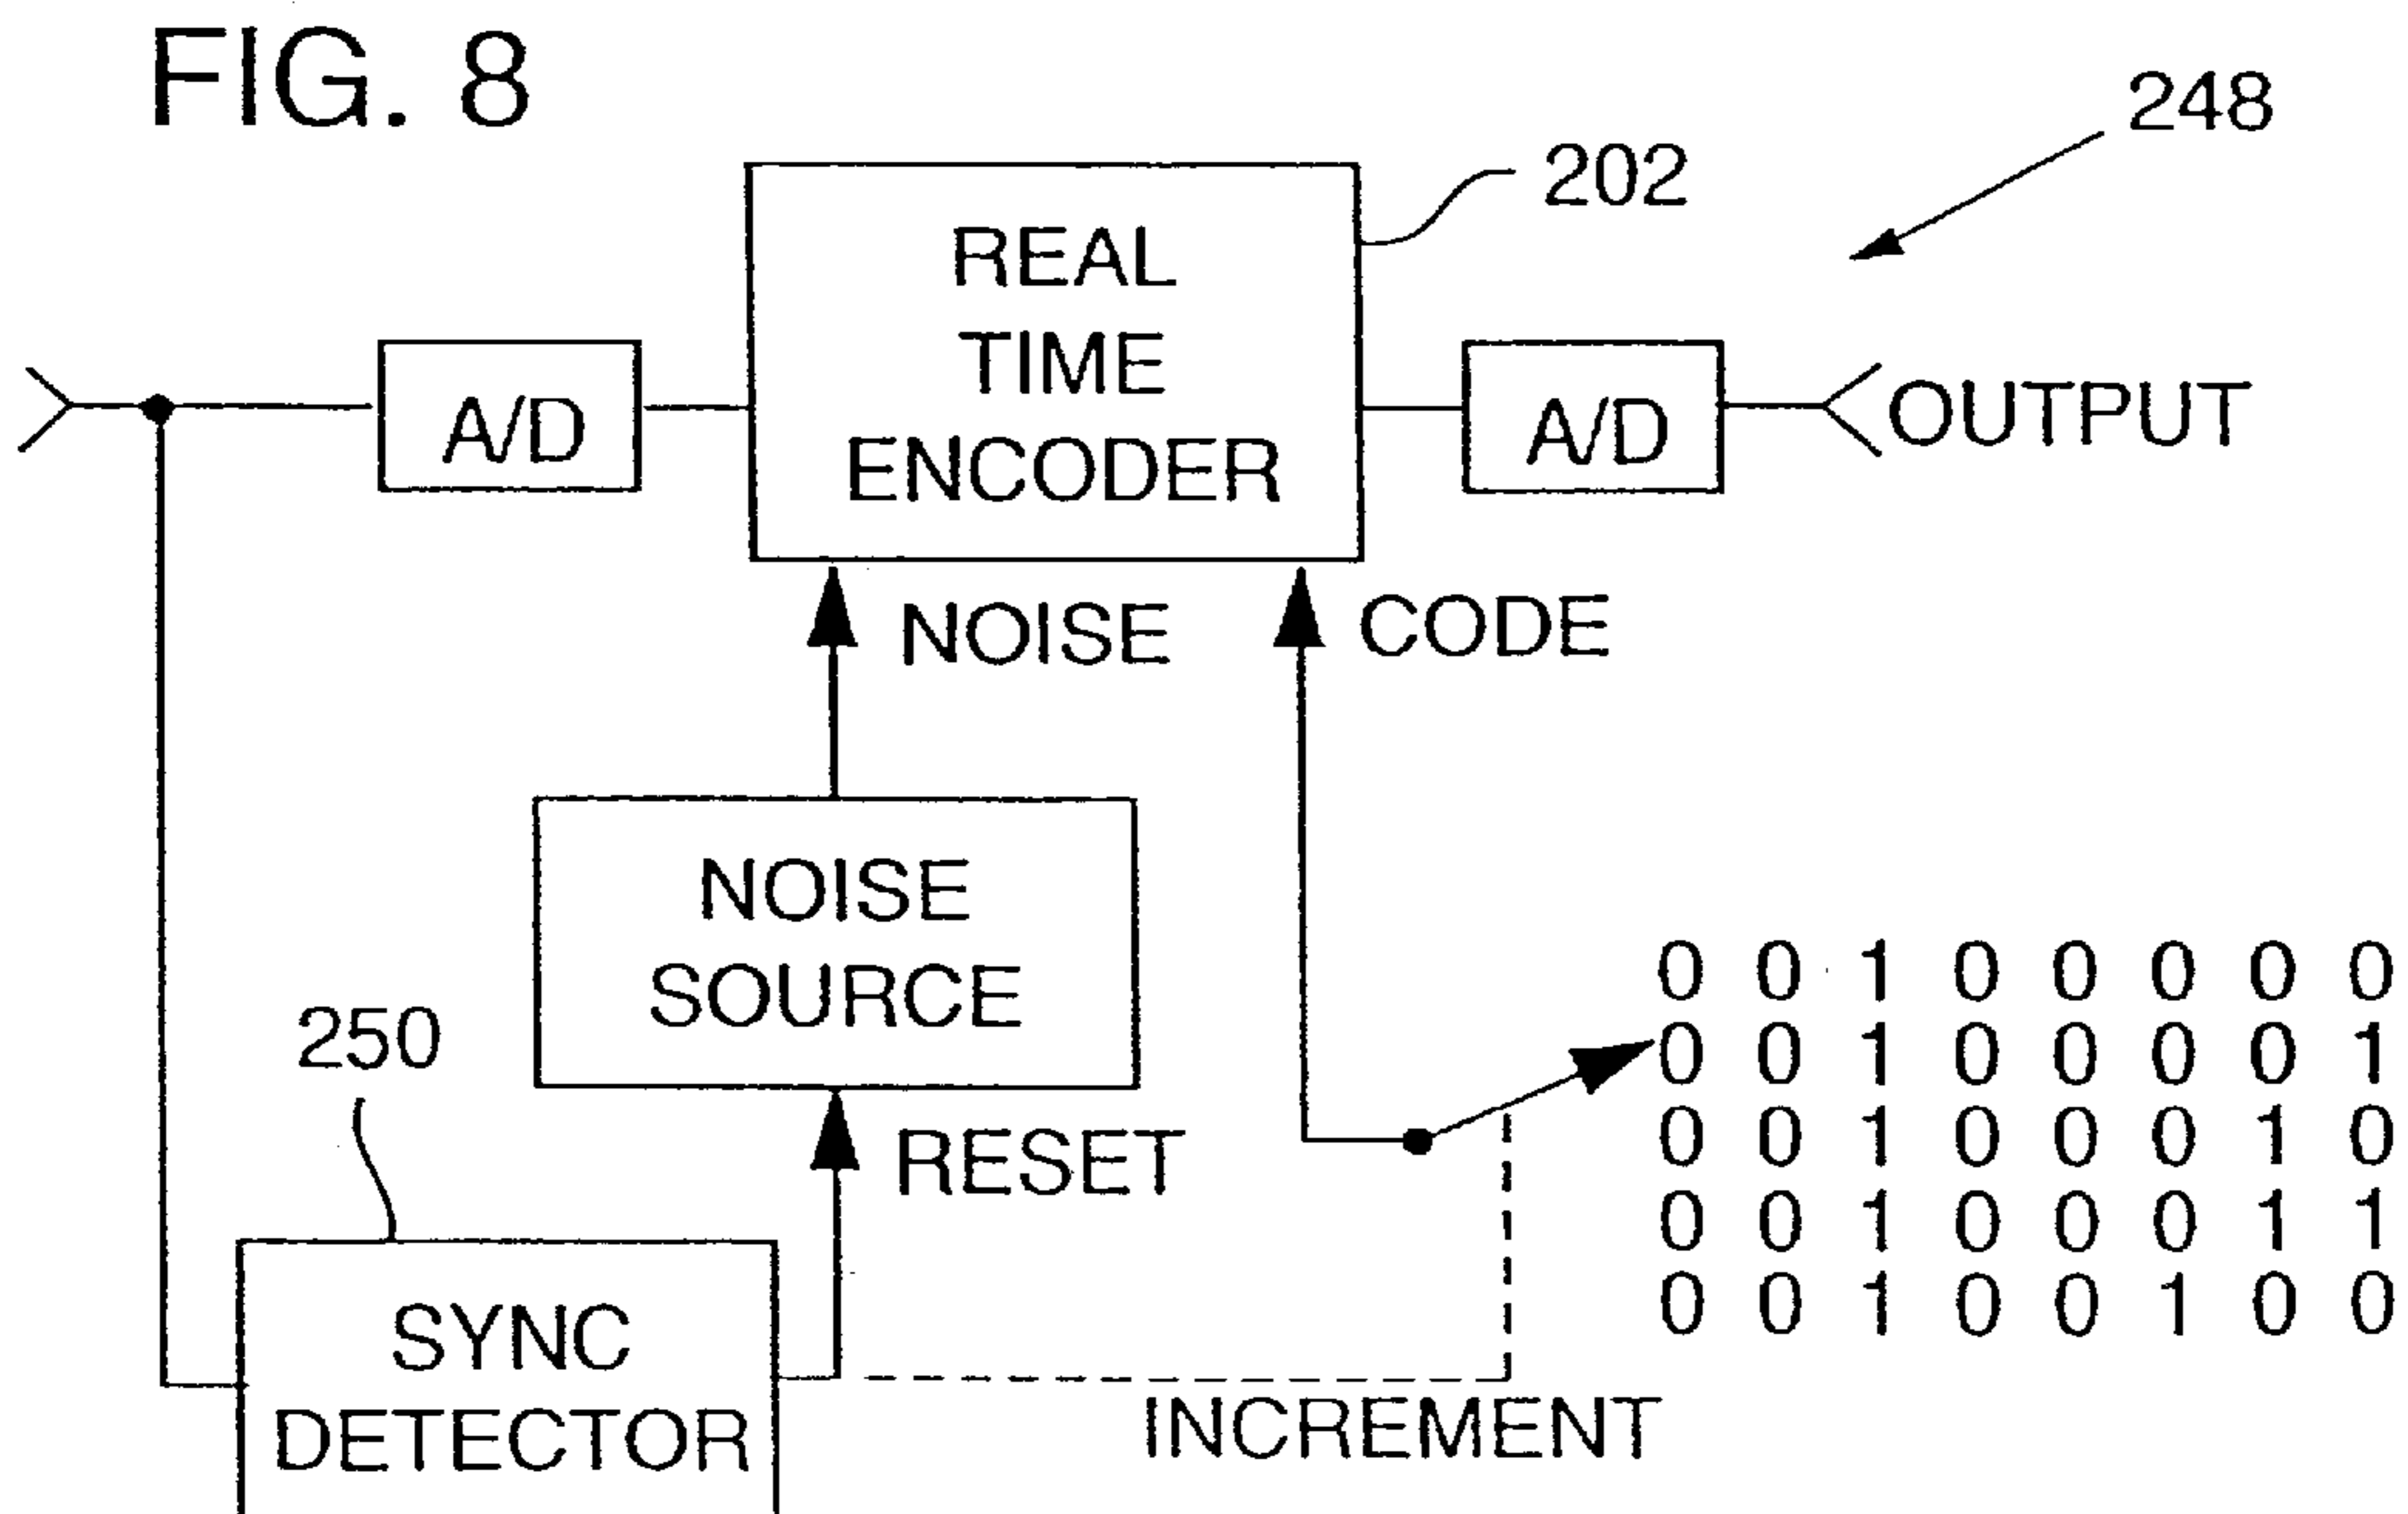 FIG. 8
248
202
REAL
TIME
ENCODER
A/D
A/D
OUTPUT
NOISE
CODE
NOISE
SOURCE
250
RESET
0 0 1 0 0 0 0 0
0 0 1 0 0 0 0 1
0 0 1 0 0 0 1 0
0 0 1 0 0 0 1 1
0 0 1 0 0 1 0 0
SYNC
DETECTOR
INCREMENT